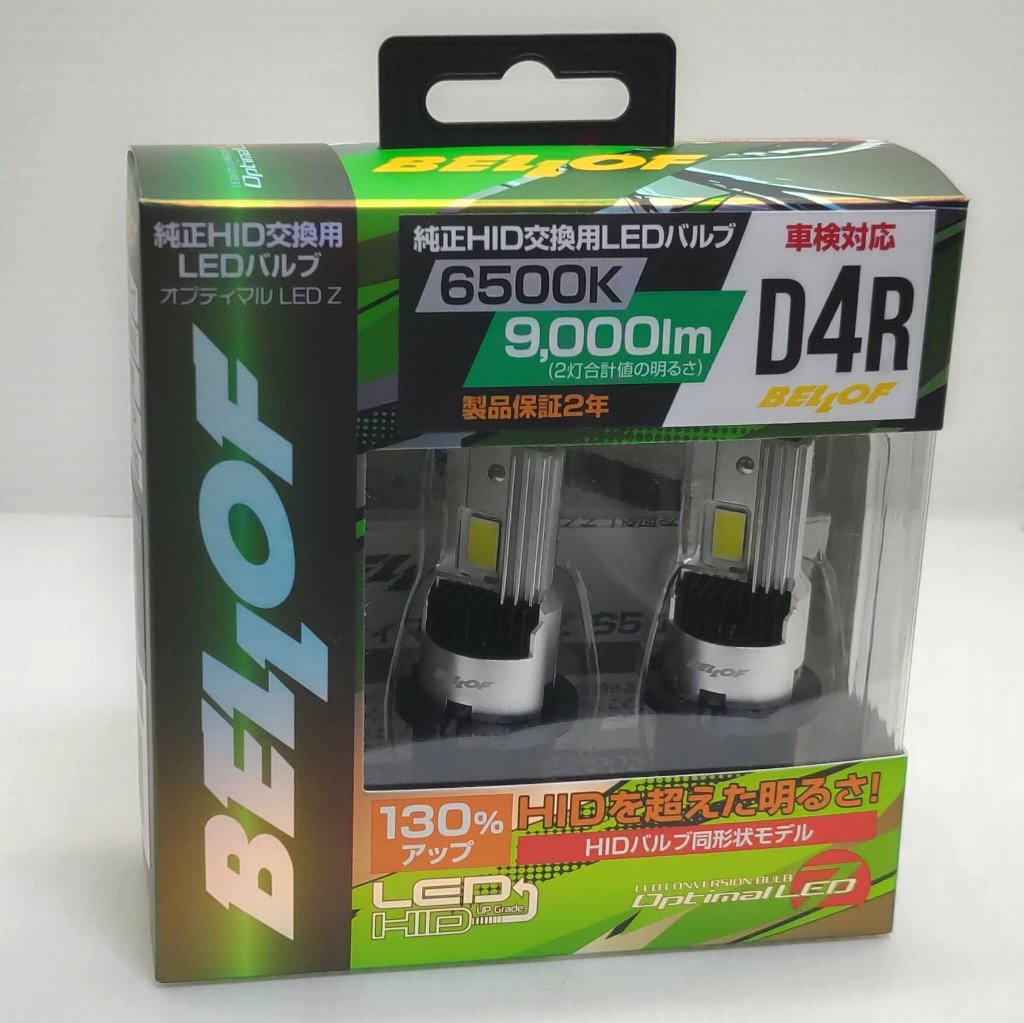 BELLOF
Optimal
純正HID交換用
LEDバルブ
オプティマル LED Z
BELLOF
純正HID交換用LEDバルブ
6500K
9,000lm
(2灯合計値の明るさ)
製品保証2年
車検対応
D4R
BELLOF
BELLOF
BELLOF
130%
アップ
HIDを超えた明るさ!
HIDバルブ同形状モデル
LED
HID UP Grade
LED CONVERSION BULB
Optimal LED Z